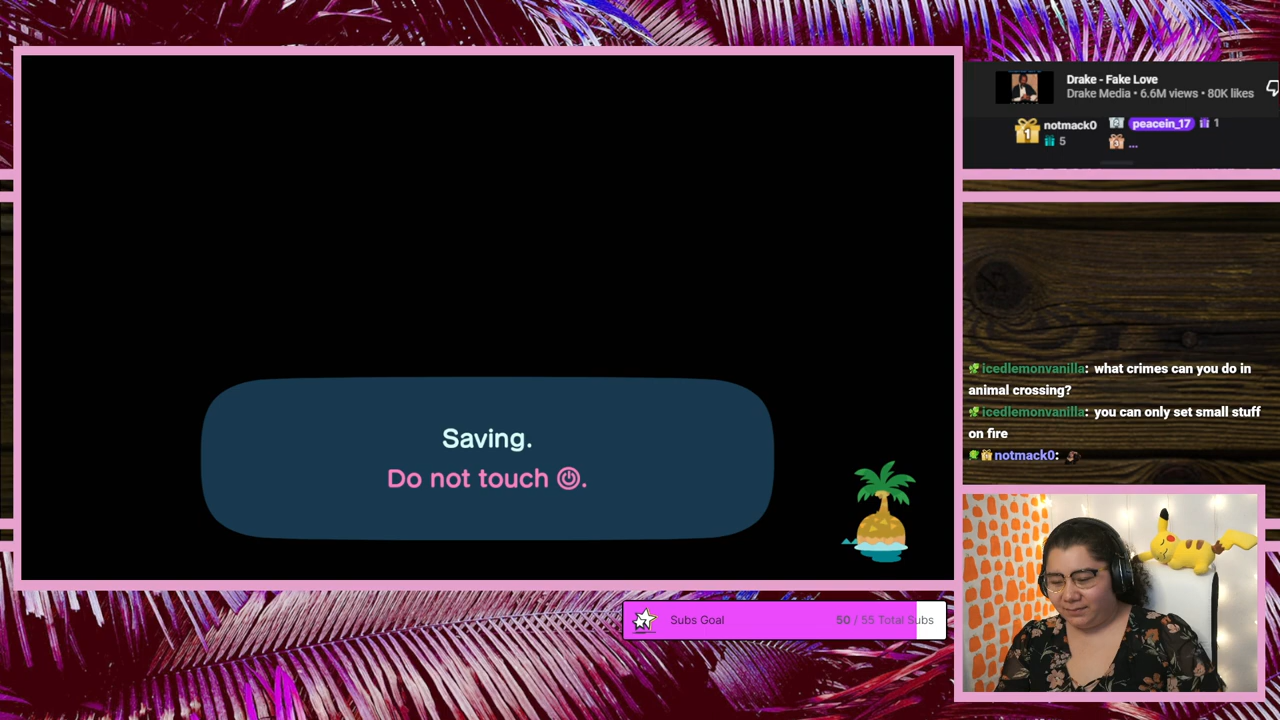 Drake - Fake Love
Drake Media • 6.6M views • 80K likes
1 notmack0
5
peacein_17 1
...
icedlemonvanilla: what crimes can you do in
animal crossing?
icedlemonvanilla: you can only set small stuff
on fire
notmack0:
Saving.
Do not touch ⏻.
Subs Goal 50 / 55 Total Subs